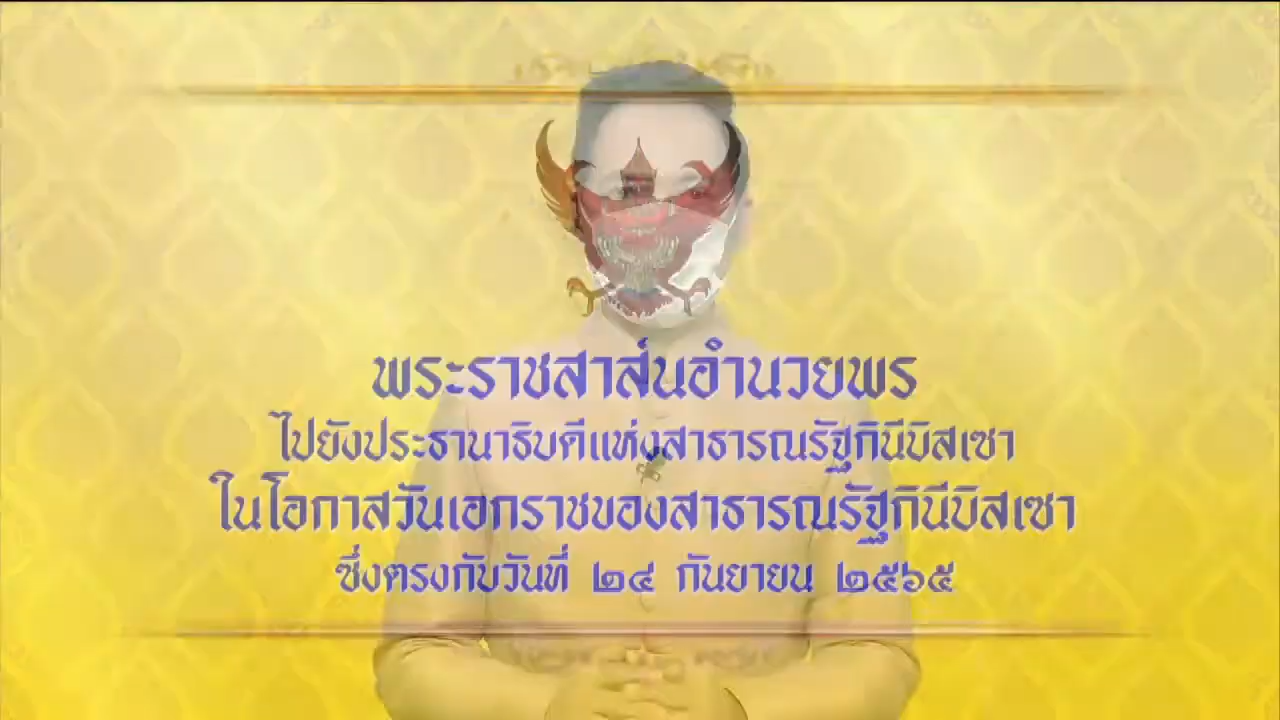 พระราชสาส์นอำนวยพร
ไปยังประธานาธิบดีแห่งสาธารณรัฐกินีบิสเซา
ในโอกาสวันเอกราชของสาธารณรัฐกินีบิสเซา
ซึ่งตรงกับวันที่ ๒๔ กันยายน ๒๕๖๕